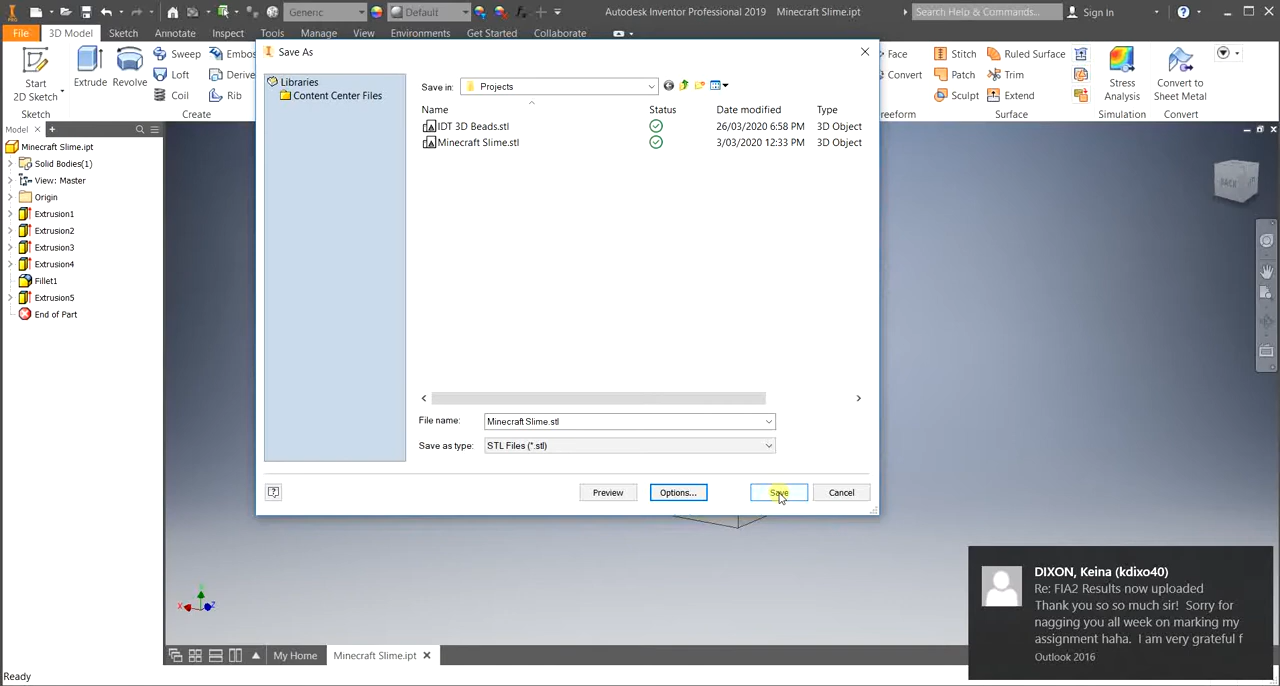 Generic
Default
Autodesk Inventor Professional 2019 Minecraft Slime.ipt
Search Help & Commands...
Sign In
File
3D Model
Sketch
Annotate
Inspect
Tools
Manage
View
Environments
Get Started
Collaborate
Start
2D Sketch
Extrude
Revolve
Sweep
Embos
Loft
Derive
Coil
Rib
Face
Convert
Stitch
Ruled Surface
Patch
Trim
Sculpt
Extend
Stress
Analysis
Convert to
Sheet Metal
Sketch
Create
reeform
Surface
Simulation
Convert
Model
Minecraft Slime.ipt
Solid Bodies(1)
View: Master
Origin
Extrusion1
Extrusion2
Extrusion3
Extrusion4
Fillet1
Extrusion5
End of Part
Save As
Libraries
Content Center Files
Save in: Projects
Name Status Date modified Type
IDT 3D Beads.stl 26/03/2020 6:58 PM 3D Object
Minecraft Slime.stl 3/03/2020 12:33 PM 3D Object
File name: Minecraft Slime.stl
Save as type: STL Files (*.stl)
Preview
Options...
Save
Cancel
BACK
My Home
Minecraft Slime.ipt
Ready
DIXON, Keina (kdixo40)
Re: FIA2 Results now uploaded
Thank you so so much sir! Sorry for
nagging you all week on marking my
assignment haha. I am very grateful f
Outlook 2016